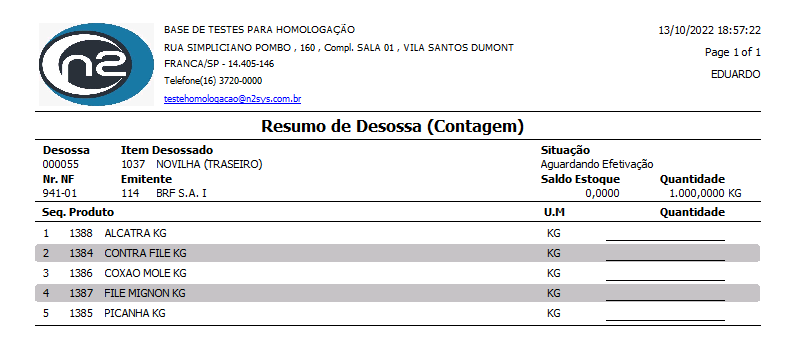 n2
BASE DE TESTES PARA HOMOLOGAÇÃO 13/10/2022 18:57:22
RUA SIMPLICIANO POMBO , 160 , Compl. SALA 01 , VILA SANTOS DUMONT Page 1 of 1
FRANCA/SP - 14.405-146
Telefone(16) 3720-0000 EDUARDO
testehomologacao@n2sys.com.br
Resumo de Desossa (Contagem)
Desossa Item Desossado Situação
000055 1037 NOVILHA (TRASEIRO) Aguardando Efetivação
Nr. NF Emitente Saldo Estoque Quantidade
941-01 114 BRF S.A. I 0,0000 1.000,0000 KG
Seq. Produto U.M Quantidade
1 1388 ALCATRA KG KG
2 1384 CONTRA FILE KG KG
3 1386 COXAO MOLE KG KG
4 1387 FILE MIGNON KG KG
5 1385 PICANHA KG KG